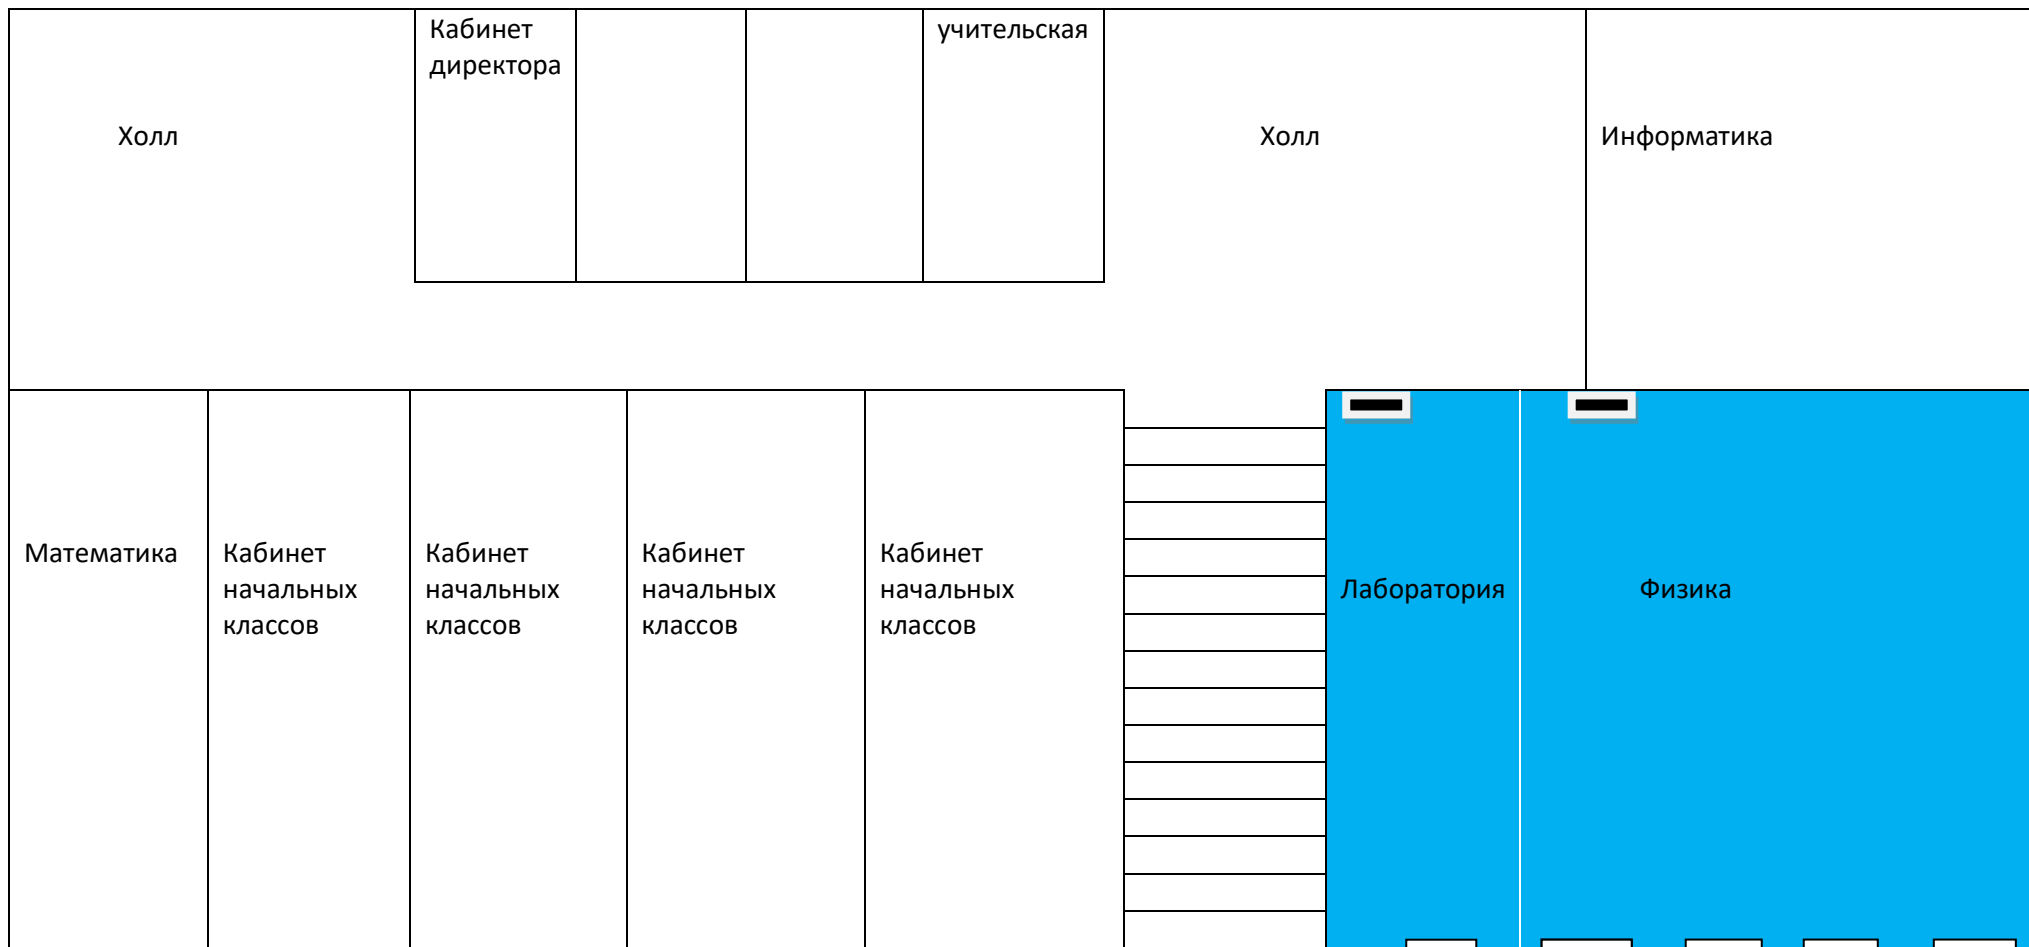 Кабинет
директора
учительская
Холл
Холл
Информатика
Математика
Кабинет
начальных
классов
Кабинет
начальных
классов
Кабинет
начальных
классов
Кабинет
начальных
классов
Лаборатория
Физика